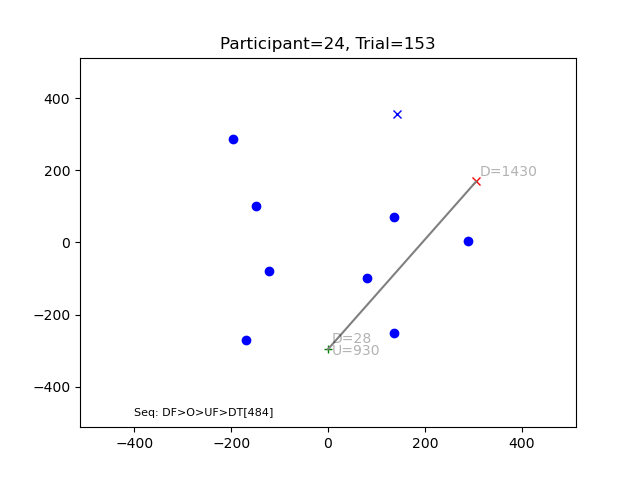 Participant=24, Trial=153
400
200
0
−200
−400
D=1430
D=28
U=930
Seq: DF>O>UF>DT[484]
−400 −200 0 200 400